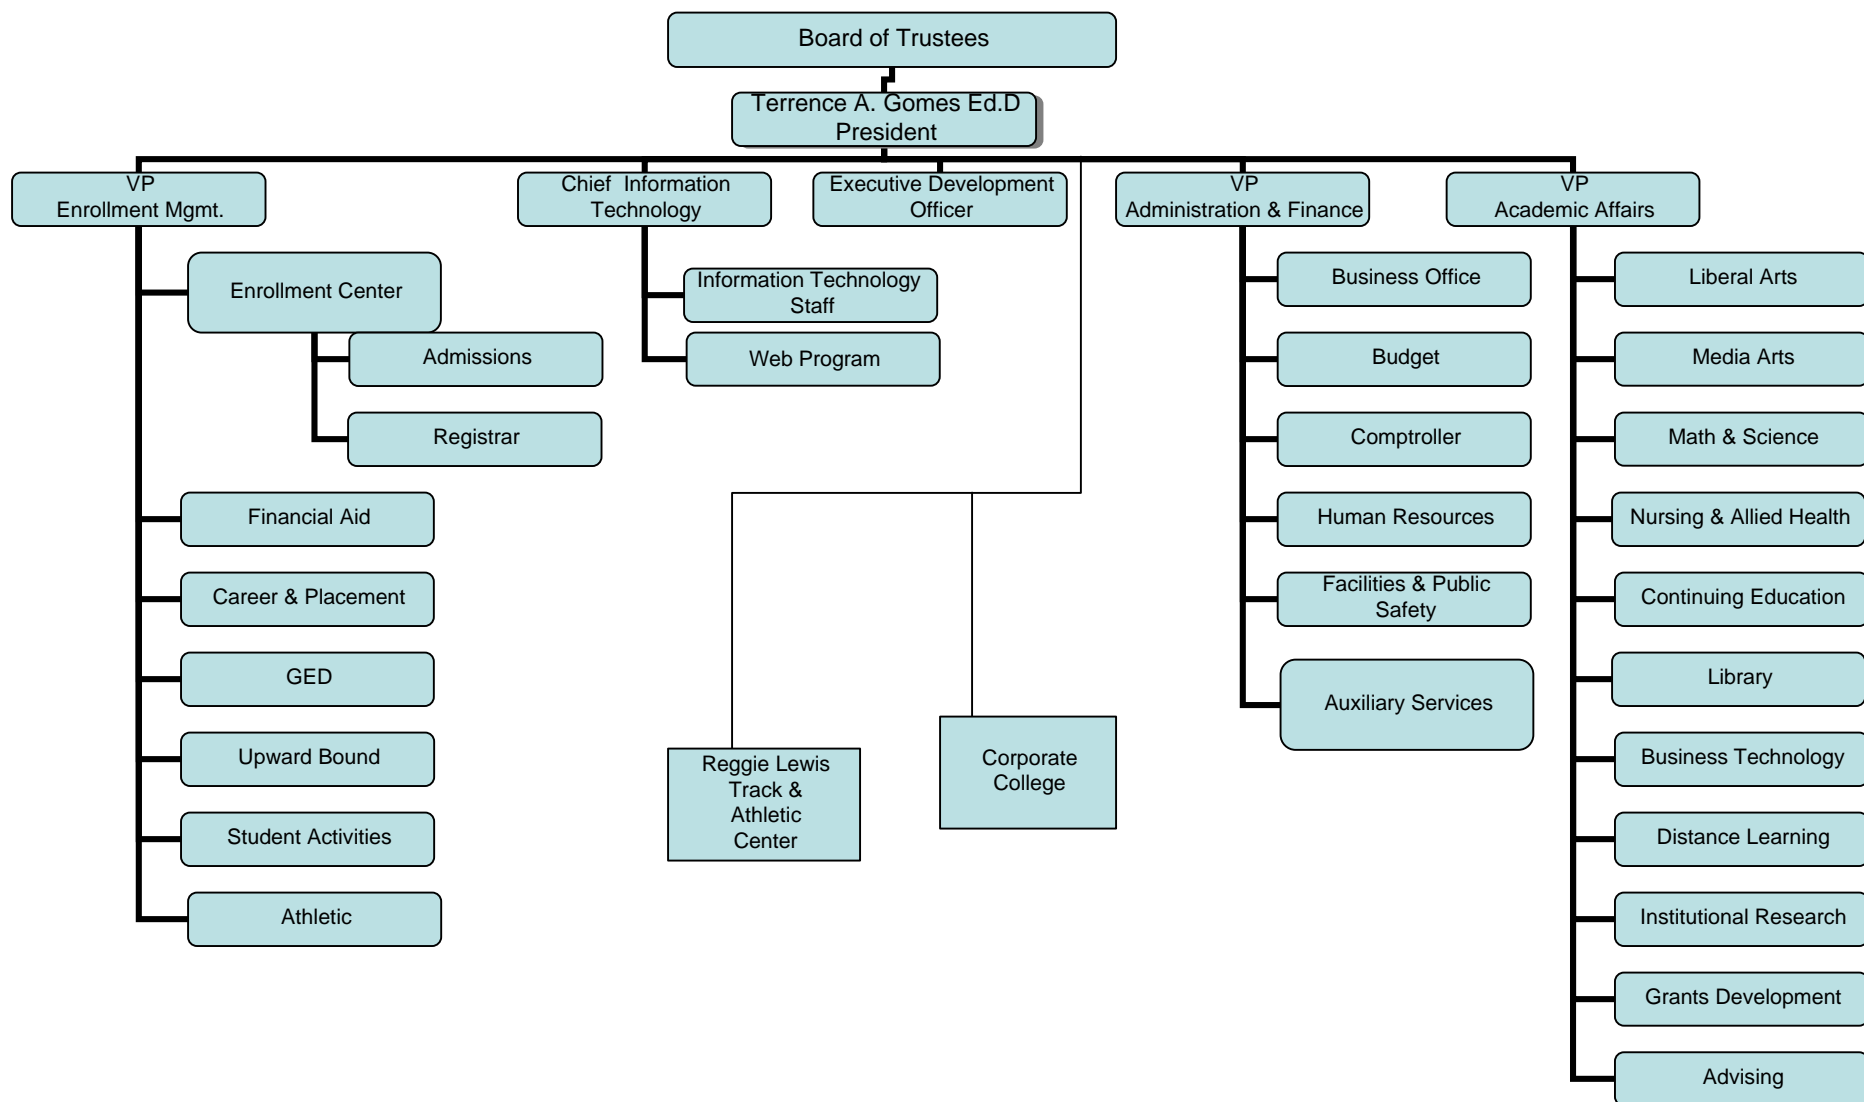 Board of Trustees
Terrence A. Gomes Ed.D
President
VP
Enrollment Mgmt.
Chief Information
Technology
Executive Development
Officer
VP
Administration & Finance
VP
Academic Affairs
Enrollment Center
Admissions
Registrar
Financial Aid
Career & Placement
GED
Upward Bound
Student Activities
Athletic
Information Technology
Staff
Web Program
Reggie Lewis
Track &
Athletic
Center
Corporate
College
Business Office
Budget
Comptroller
Human Resources
Facilities & Public
Safety
Auxiliary Services
Liberal Arts
Media Arts
Math & Science
Nursing & Allied Health
Continuing Education
Library
Business Technology
Distance Learning
Institutional Research
Grants Development
Advising